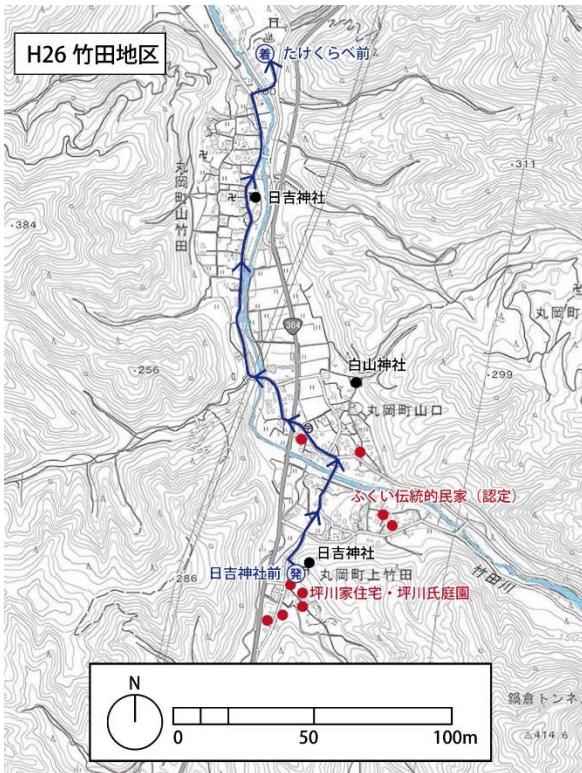 H26 竹田地区
着 たけくらべ前
・311
丸岡町山竹田
日吉神社
・384
364
丸岡町
白山神社
・256
・299
丸岡町山口
ふくい伝統的民家（認定）
日吉神社
日吉神社前 発
丸岡町上竹田
竹田川
・286
坪川家住宅・坪川氏庭園
N
0 50 100m
鍋倉トンネ
△414.6